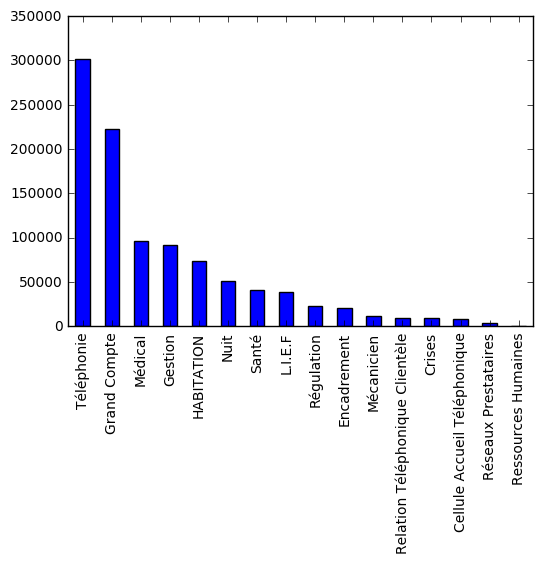 350000
300000
250000
200000
150000
100000
50000
0
Téléphonie
Grand Compte
Médical
Gestion
HABITATION
Nuit
Santé
L.I.E.F
Régulation
Encadrement
Mécanicien
Relation Téléphonique Clientèle
Crises
Cellule Accueil Téléphonique
Réseaux Prestataires
Ressources Humaines